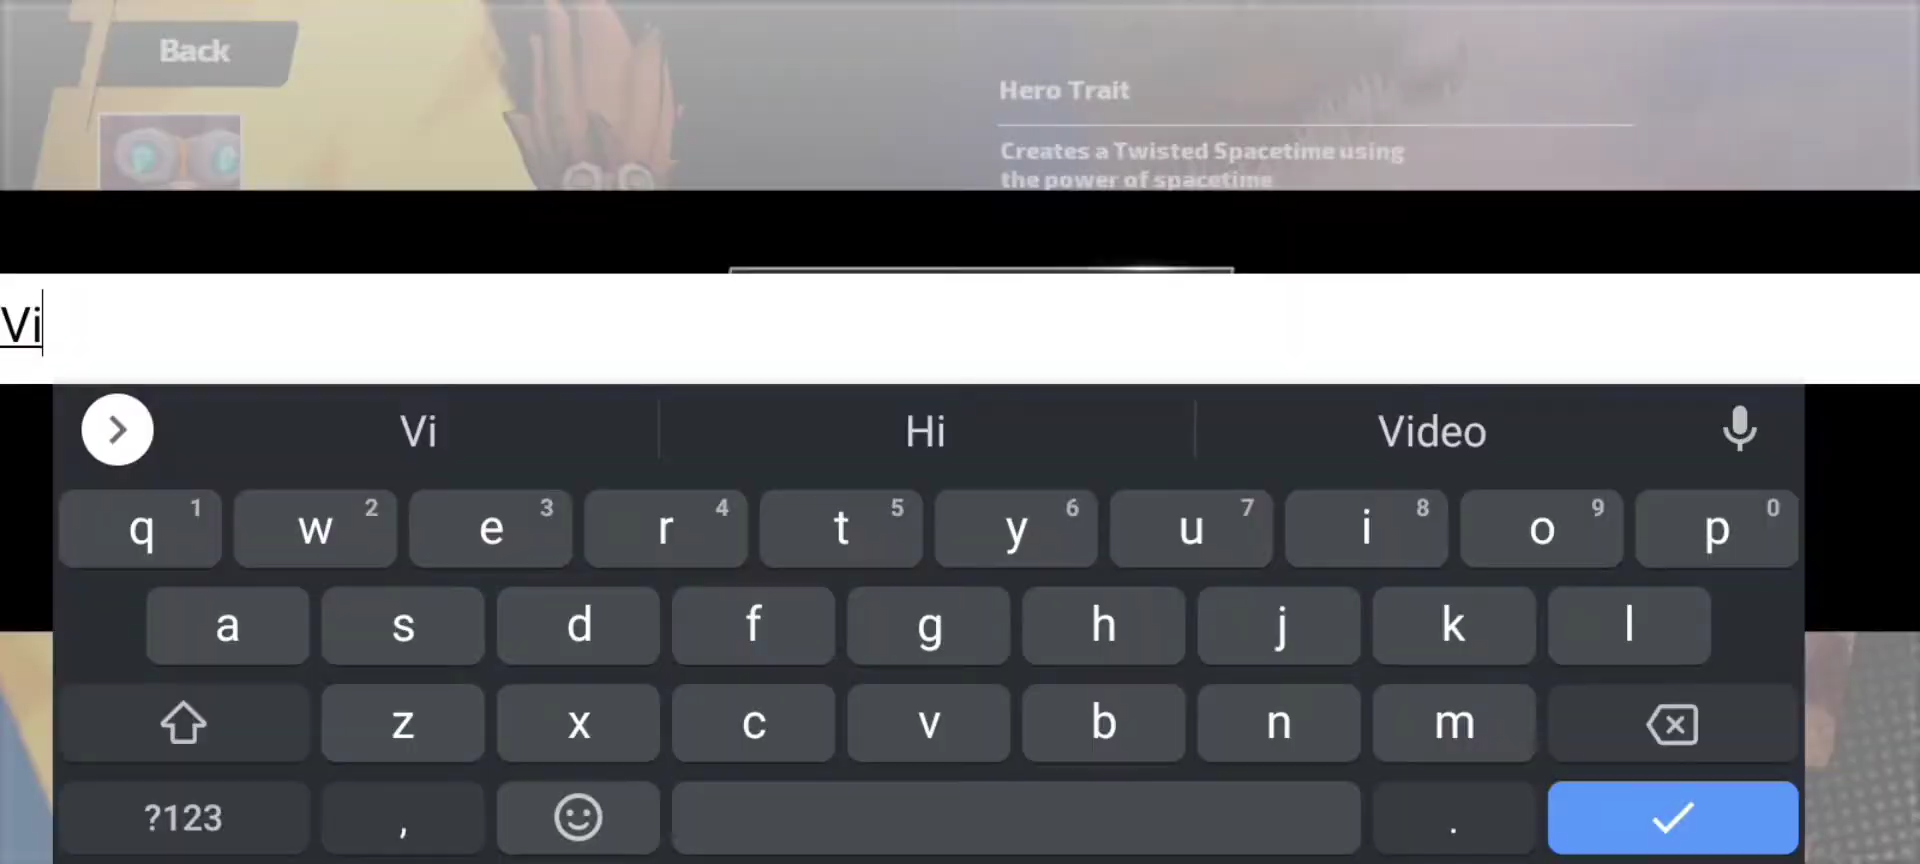 Back
Hero Trait
Creates a Twisted Spacetime using
the power of spacetime
Vi
Vi Hi Video
q 1 w 2 e 3 r 4 t 5 y 6 u 7 i 8 o 9 p 0
a s d f g h j k l
z x c v b n m
?123 , .